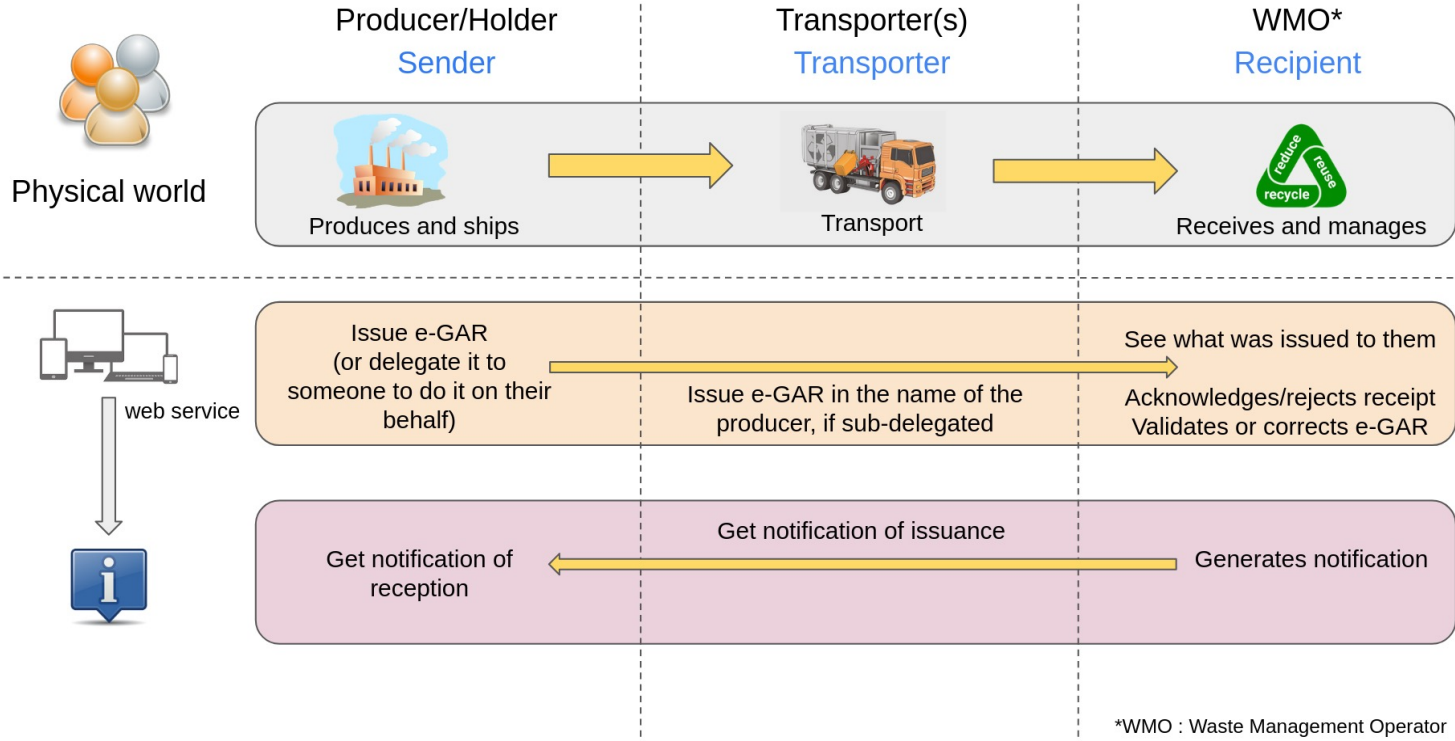 Producer/Holder
Transporter(s)
WMO*
Sender
Transporter
Recipient
Physical world
reduce
reuse
recycle
Produces and ships
Transport
Receives and manages
web service
Issue e-GAR
(or delegate it to
someone to do it on their
behalf)
Issue e-GAR in the name of the
producer, if sub-delegated
See what was issued to them
Acknowledges/rejects receipt
Validates or corrects e-GAR
Get notification of
reception
Get notification of issuance
Generates notification
*WMO : Waste Management Operator